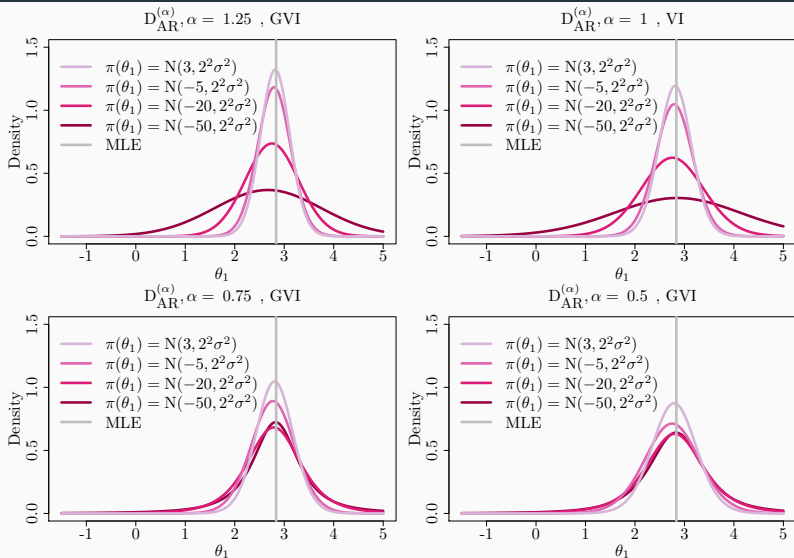 D_AR^(α), α = 1.25 , GVI
Density
0.0 0.5 1.0 1.5
π(θ₁) = N(3, 2²σ²)
π(θ₁) = N(−5, 2²σ²)
π(θ₁) = N(−20, 2²σ²)
π(θ₁) = N(−50, 2²σ²)
MLE
-1 0 1 2 3 4 5
θ₁
D_AR^(α), α = 1 , VI
Density
0.0 0.5 1.0 1.5
π(θ₁) = N(3, 2²σ²)
π(θ₁) = N(−5, 2²σ²)
π(θ₁) = N(−20, 2²σ²)
π(θ₁) = N(−50, 2²σ²)
MLE
-1 0 1 2 3 4 5
θ₁
D_AR^(α), α = 0.75 , GVI
Density
0.0 0.5 1.0 1.5
π(θ₁) = N(3, 2²σ²)
π(θ₁) = N(−5, 2²σ²)
π(θ₁) = N(−20, 2²σ²)
π(θ₁) = N(−50, 2²σ²)
MLE
-1 0 1 2 3 4 5
θ₁
D_AR^(α), α = 0.5 , GVI
Density
0.0 0.5 1.0 1.5
π(θ₁) = N(3, 2²σ²)
π(θ₁) = N(−5, 2²σ²)
π(θ₁) = N(−20, 2²σ²)
π(θ₁) = N(−50, 2²σ²)
MLE
-1 0 1 2 3 4 5
θ₁